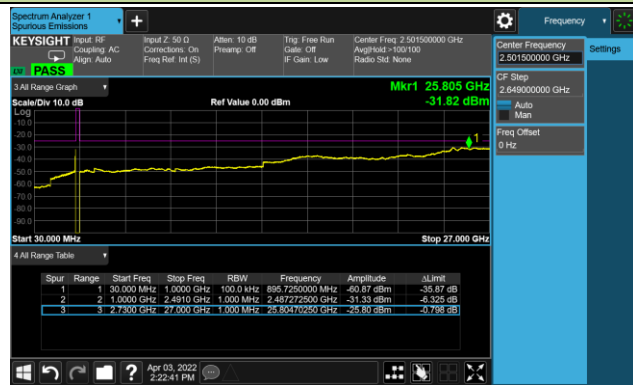 Spectrum Analyzer 1
Spurious Emissions
Frequency
KEYSIGHT Input: RF Input Z: 50 Ω Atten: 10 dB Trig: Free Run Center Freq: 2.501500000 GHz
Coupling: AC Corrections: On Preamp: Off Gate: Off Avg|Hold:>100/100
Align: Auto Freq Ref: Int (S) IF Gain: Low Radio Std: None
PASS
Center Frequency
2.501500000 GHz
Settings
CF Step
2.649000000 GHz
Auto
Man
Freq Offset
0 Hz
3 All Range Graph
Mkr1 25.805 GHz
Scale/Div 10.0 dB Ref Value 0.00 dBm -31.82 dBm
Log
-10.0
-20.0
-30.0
-40.0
-50.0
-60.0
-70.0
-80.0
-90.0
1
Start 30.000 MHz Stop 27.000 GHz
4 All Range Table
Spur Range Start Freq Stop Freq RBW Frequency Amplitude ΔLimit
1 1 30.000 MHz 1.0000 GHz 100.0 kHz 895.7250000 MHz -60.87 dBm -35.87 dB
2 2 1.0000 GHz 2.4910 GHz 1.000 MHz 2.487272500 GHz -31.33 dBm -6.325 dB
3 3 2.7300 GHz 27.000 GHz 1.000 MHz 25.80470250 GHz -25.80 dBm -0.798 dB
Apr 03, 2022
2:22:41 PM